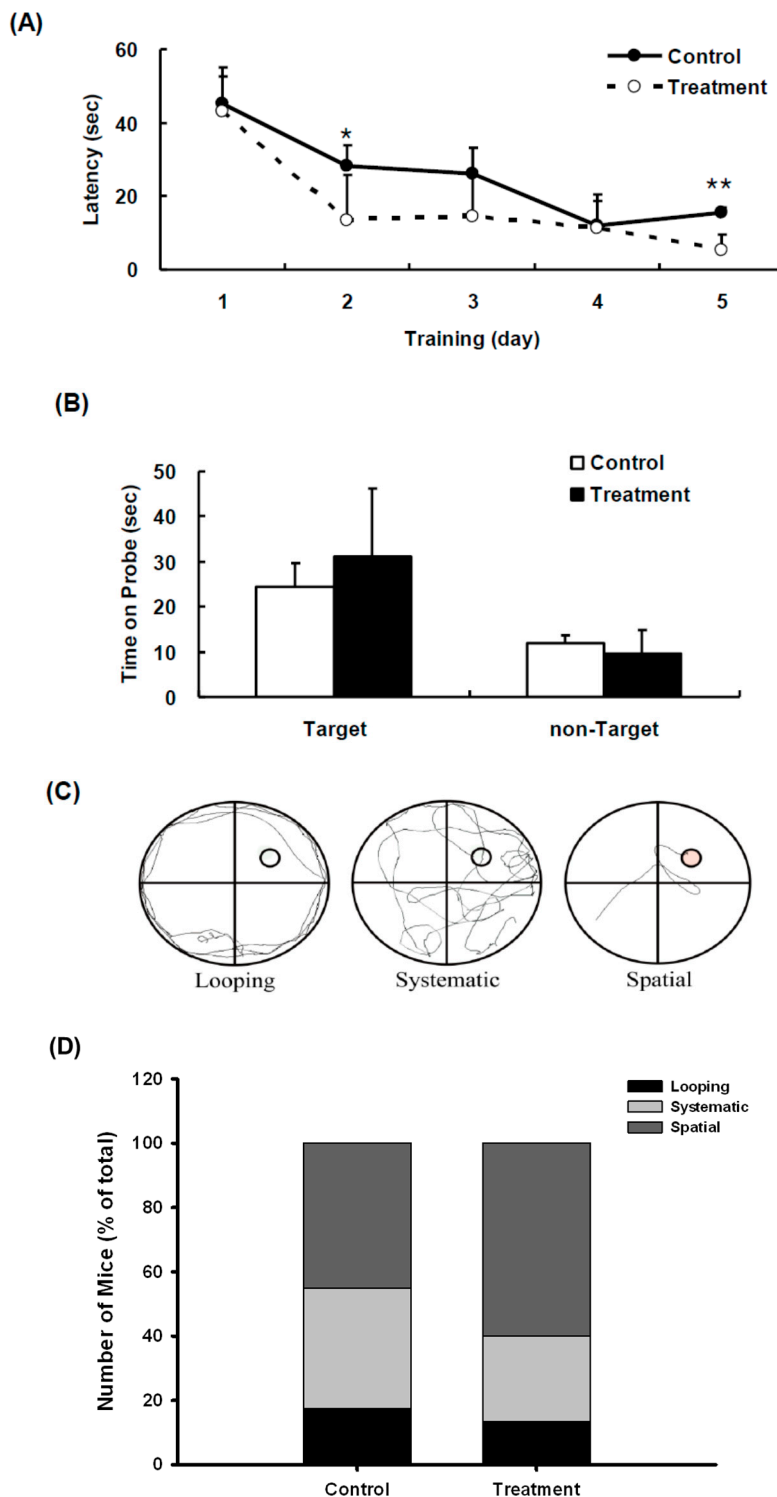 (A)
60
40
20
0
Latency (sec)
Control
Treatment
*
**
1 2 3 4 5
Training (day)
(B)
50
40
30
20
10
0
Time on Probe (sec)
Control
Treatment
Target non-Target
(C)
Looping Systematic Spatial
(D)
120
100
80
60
40
20
0
Number of Mice (% of total)
Looping
Systematic
Spatial
Control Treatment